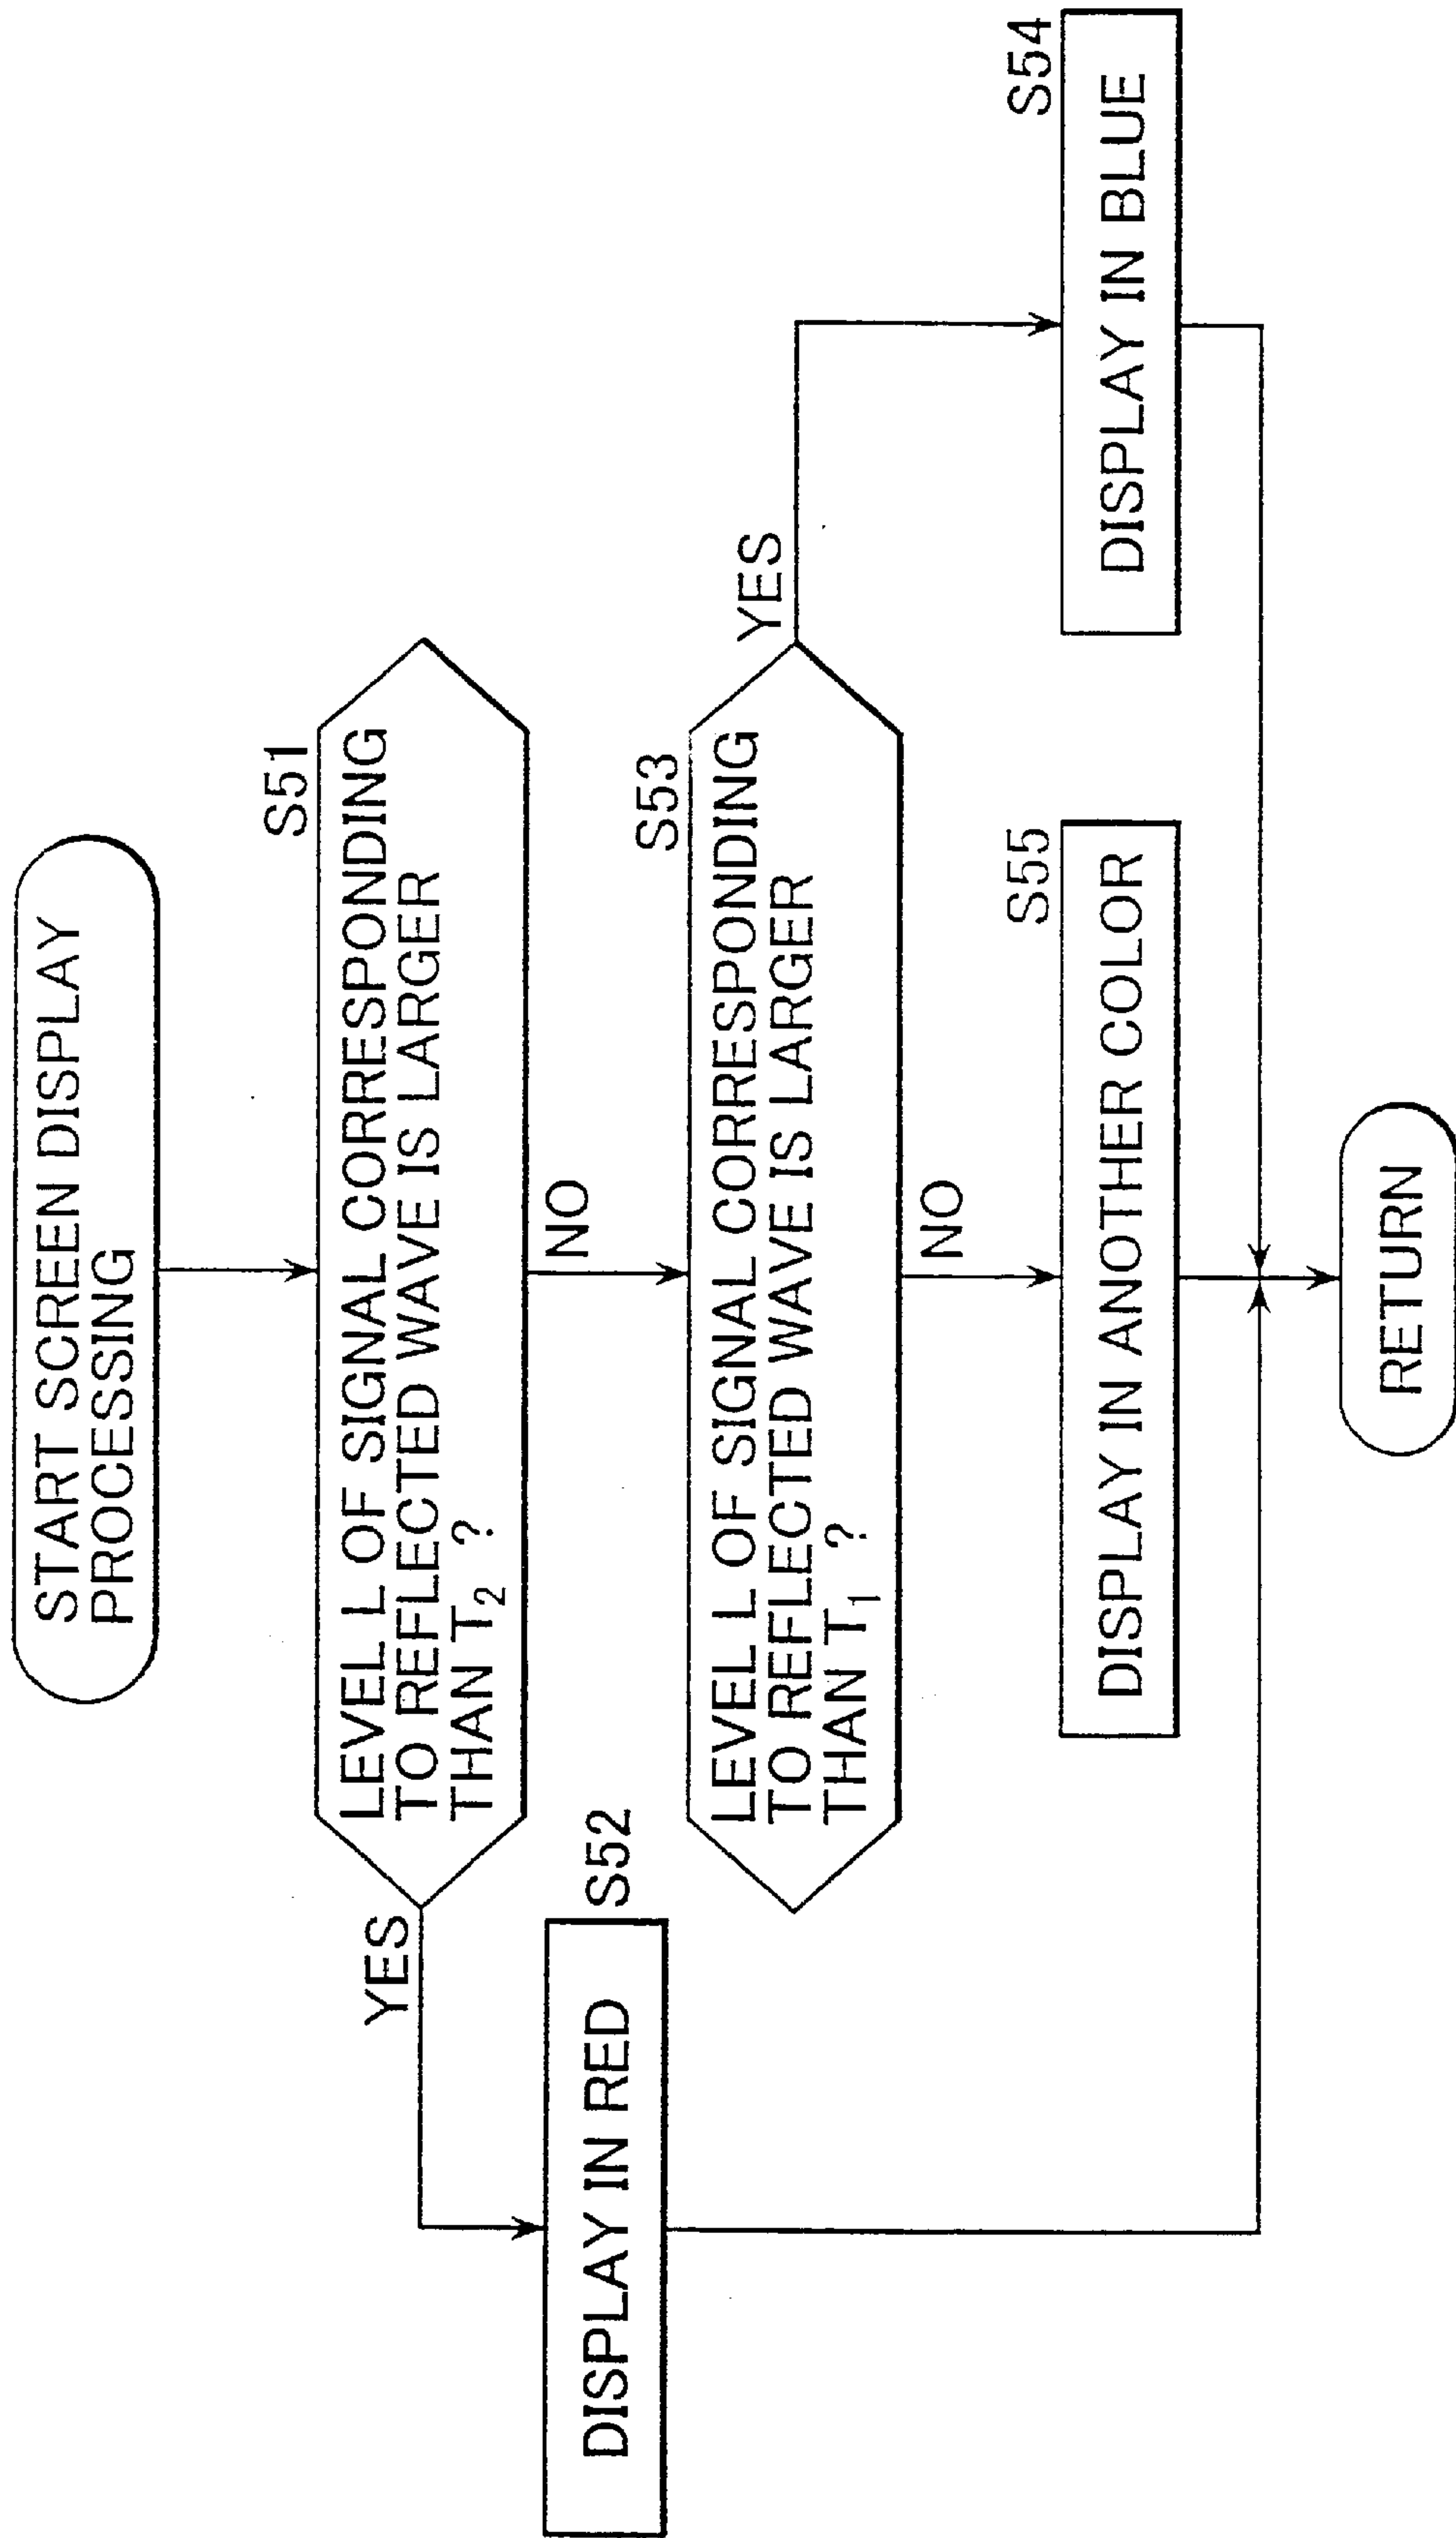 START SCREEN DISPLAY
PROCESSING
S51
LEVEL L OF SIGNAL CORRESPONDING
TO REFLECTED WAVE IS LARGER
THAN T₂ ?
YES
NO
S52
DISPLAY IN RED
S53
LEVEL L OF SIGNAL CORRESPONDING
TO REFLECTED WAVE IS LARGER
THAN T₁ ?
YES
NO
S54
DISPLAY IN BLUE
S55
DISPLAY IN ANOTHER COLOR
RETURN